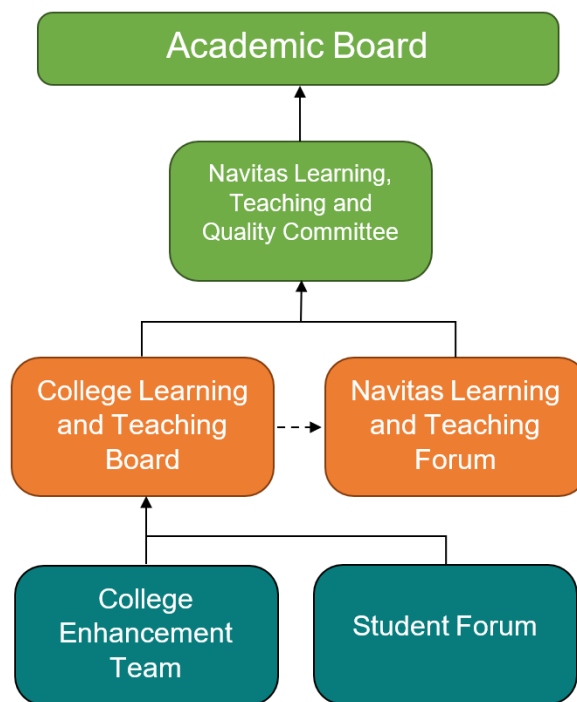 Academic Board
Navitas Learning,
Teaching and
Quality Committee
College Learning
and Teaching
Board
Navitas Learning
and Teaching
Forum
College
Enhancement
Team
Student Forum